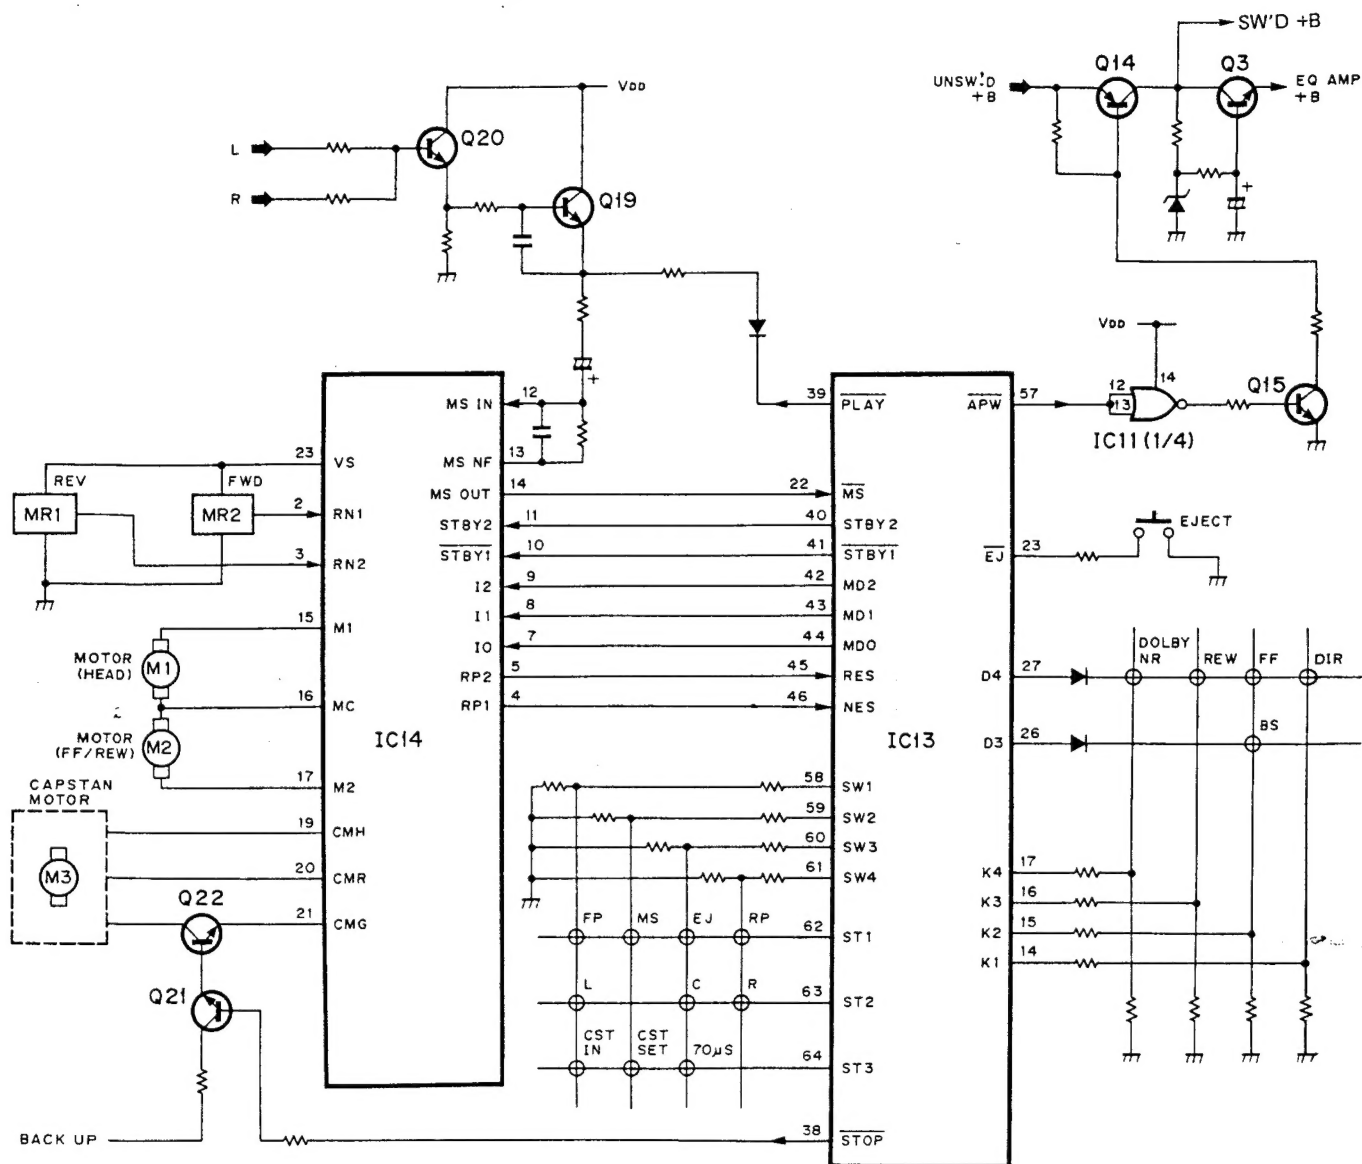 SW'D +B
UNSW'D +B
Q14
Q3
EQ AMP +B
VDD
L
R
Q20
Q19
VDD
Q15
IC11 (1/4)
12
13
14
IC14
23 VS
2 RN1
3 RN2
15 M1
16 MC
17 M2
19 CMH
20 CMR
21 CMG
MS IN 12
MS NF 13
MS OUT 14
STBY2 11
STBY1 10
I2 9
I1 8
I0 7
RP2 5
RP1 4
REV
MR1
FWD
MR2
MOTOR (HEAD)
M1
MOTOR (FF/REW)
M2
CAPSTAN MOTOR
M3
Q22
Q21
BACK UP
IC13
39 PLAY
22 MS
40 STBY2
41 STBY1
42 MD2
43 MD1
44 MD0
45 RES
46 NES
58 SW1
59 SW2
60 SW3
61 SW4
62 ST1
63 ST2
64 ST3
38 STOP
FP MS EJ RP
L C R
CST IN
CST SET
70µS
APW 57
EJ 23
EJECT
D4 27
D3 26
DOLBY NR
REW
FF
DIR
BS
K4 17
K3 16
K2 15
K1 14